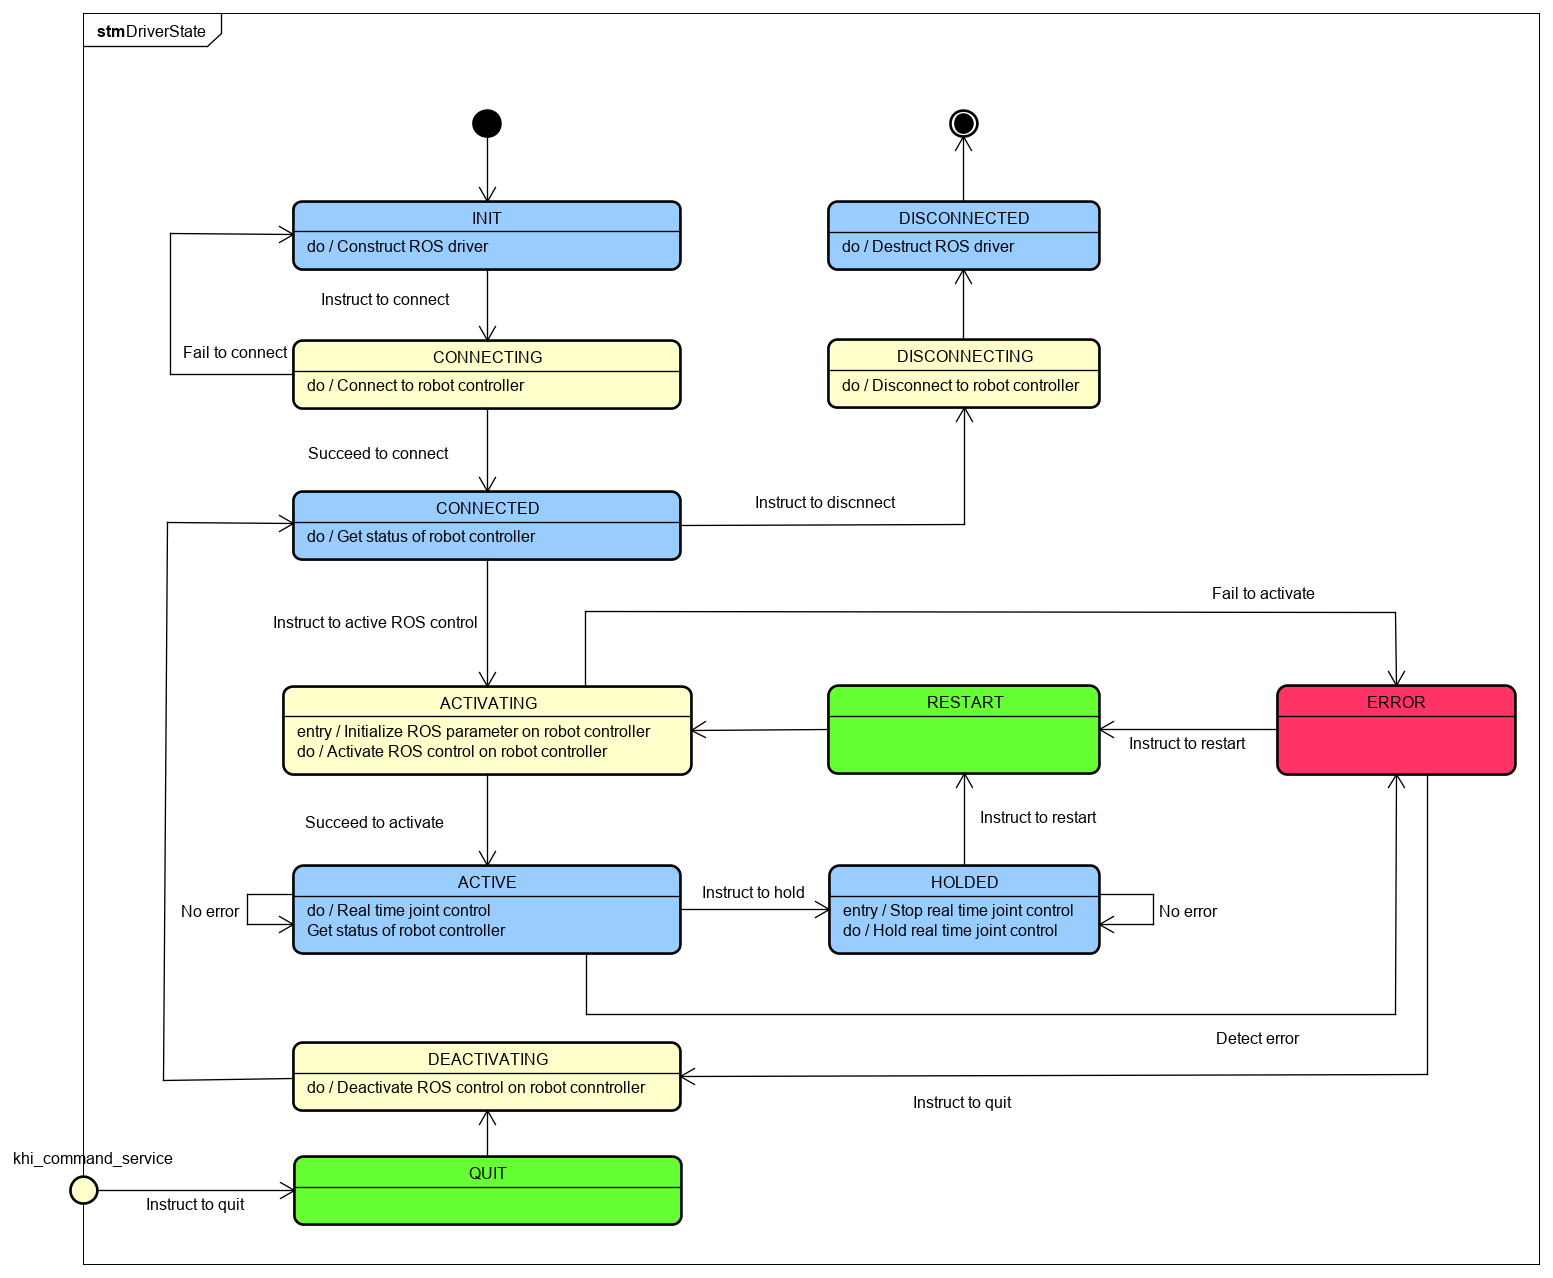 stmDriverState
INIT
do / Construct ROS driver
DISCONNECTED
do / Destruct ROS driver
Instruct to connect
Fail to connect
CONNECTING
do / Connect to robot controller
DISCONNECTING
do / Disconnect to robot controller
Succeed to connect
CONNECTED
do / Get status of robot controller
Instruct to discnnect
Instruct to active ROS control
Fail to activate
ACTIVATING
entry / Initialize ROS parameter on robot controller
do / Activate ROS control on robot controller
RESTART
ERROR
Instruct to restart
Succeed to activate
Instruct to restart
No error
ACTIVE
do / Real time joint control
Get status of robot controller
Instruct to hold
HOLDED
entry / Stop real time joint control
do / Hold real time joint control
No error
Detect error
DEACTIVATING
do / Deactivate ROS control on robot conntroller
Instruct to quit
khi_command_service
Instruct to quit
QUIT